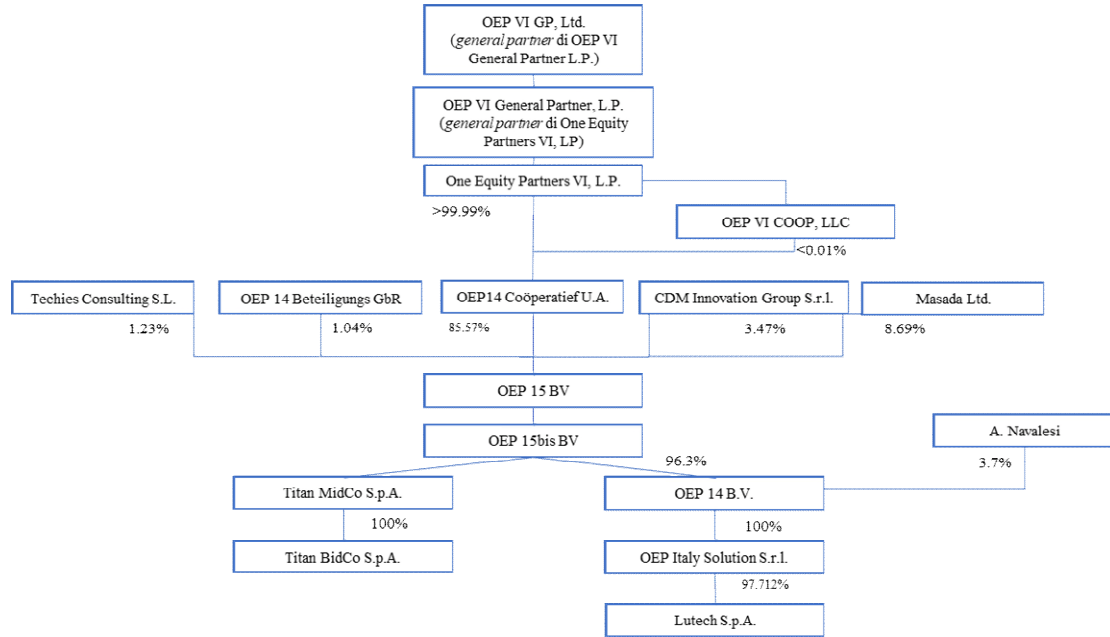 OEP VI GP, Ltd.
(general partner di OEP VI
General Partner L.P.)
OEP VI General Partner, L.P.
(general partner di One Equity
Partners VI, LP)
One Equity Partners VI, L.P.
>99.99%
OEP VI COOP, LLC
<0.01%
Techies Consulting S.L.
OEP 14 Beteiligungs GbR
OEP14 Coöperatief U.A.
CDM Innovation Group S.r.l.
Masada Ltd.
1.23%
1.04%
85.57%
3.47%
8.69%
OEP 15 BV
OEP 15bis BV
A. Navalesi
96.3%
3.7%
Titan MidCo S.p.A.
OEP 14 B.V.
100%
100%
Titan BidCo S.p.A.
OEP Italy Solution S.r.l.
97.712%
Lutech S.p.A.